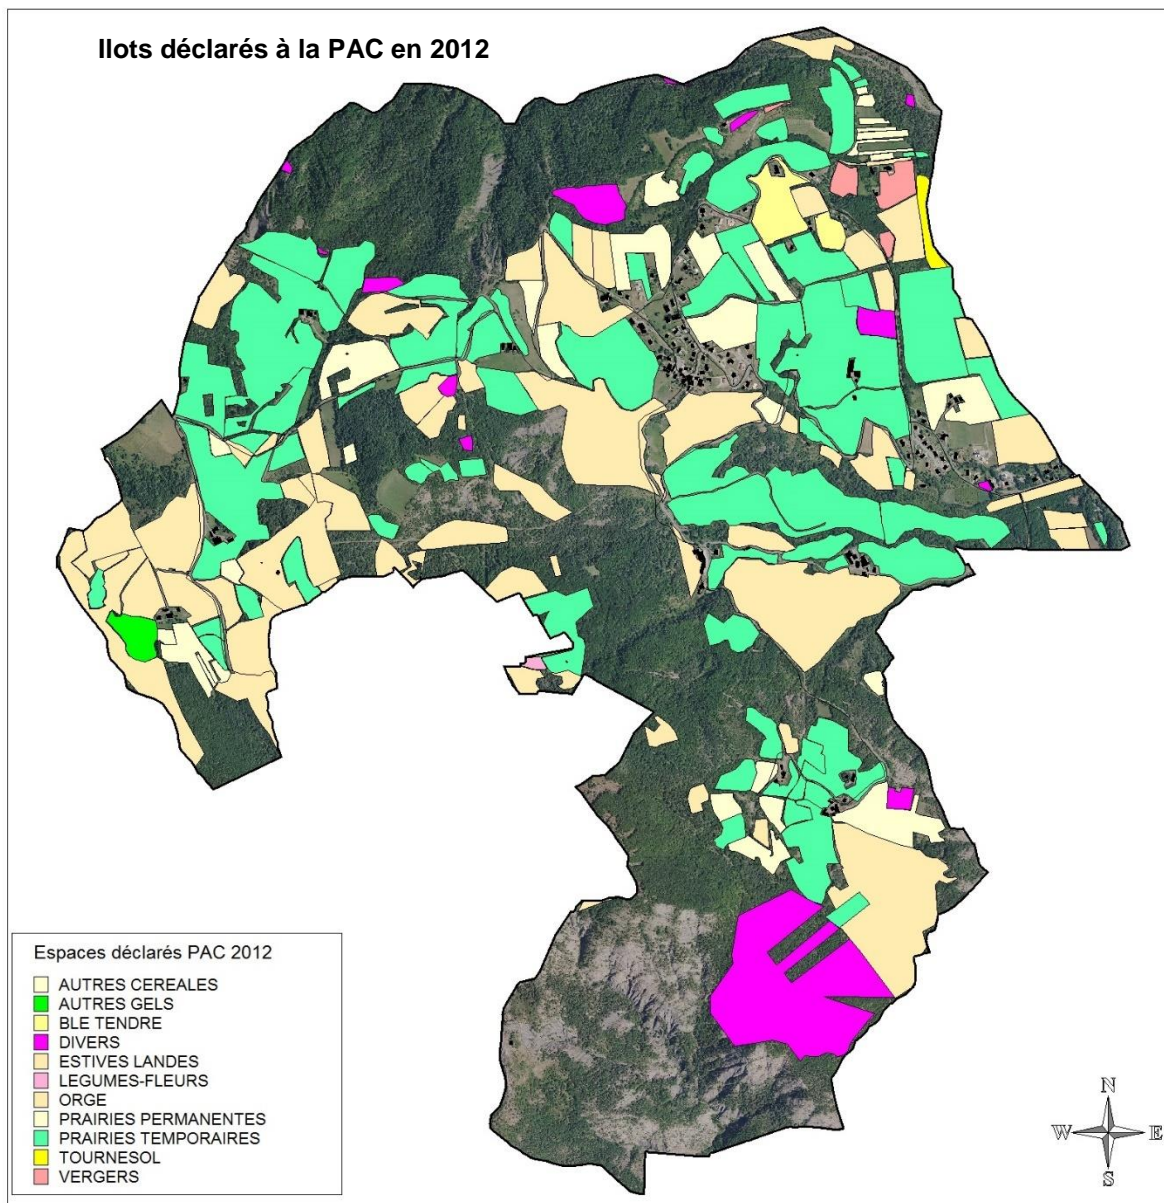 Ilots déclarés à la PAC en 2012
Espaces déclarés PAC 2012
AUTRES CEREALES
AUTRES GELS
BLE TENDRE
DIVERS
ESTIVES LANDES
LEGUMES-FLEURS
ORGE
PRAIRIES PERMANENTES
PRAIRIES TEMPORAIRES
TOURNESOL
VERGERS
N
W E
S